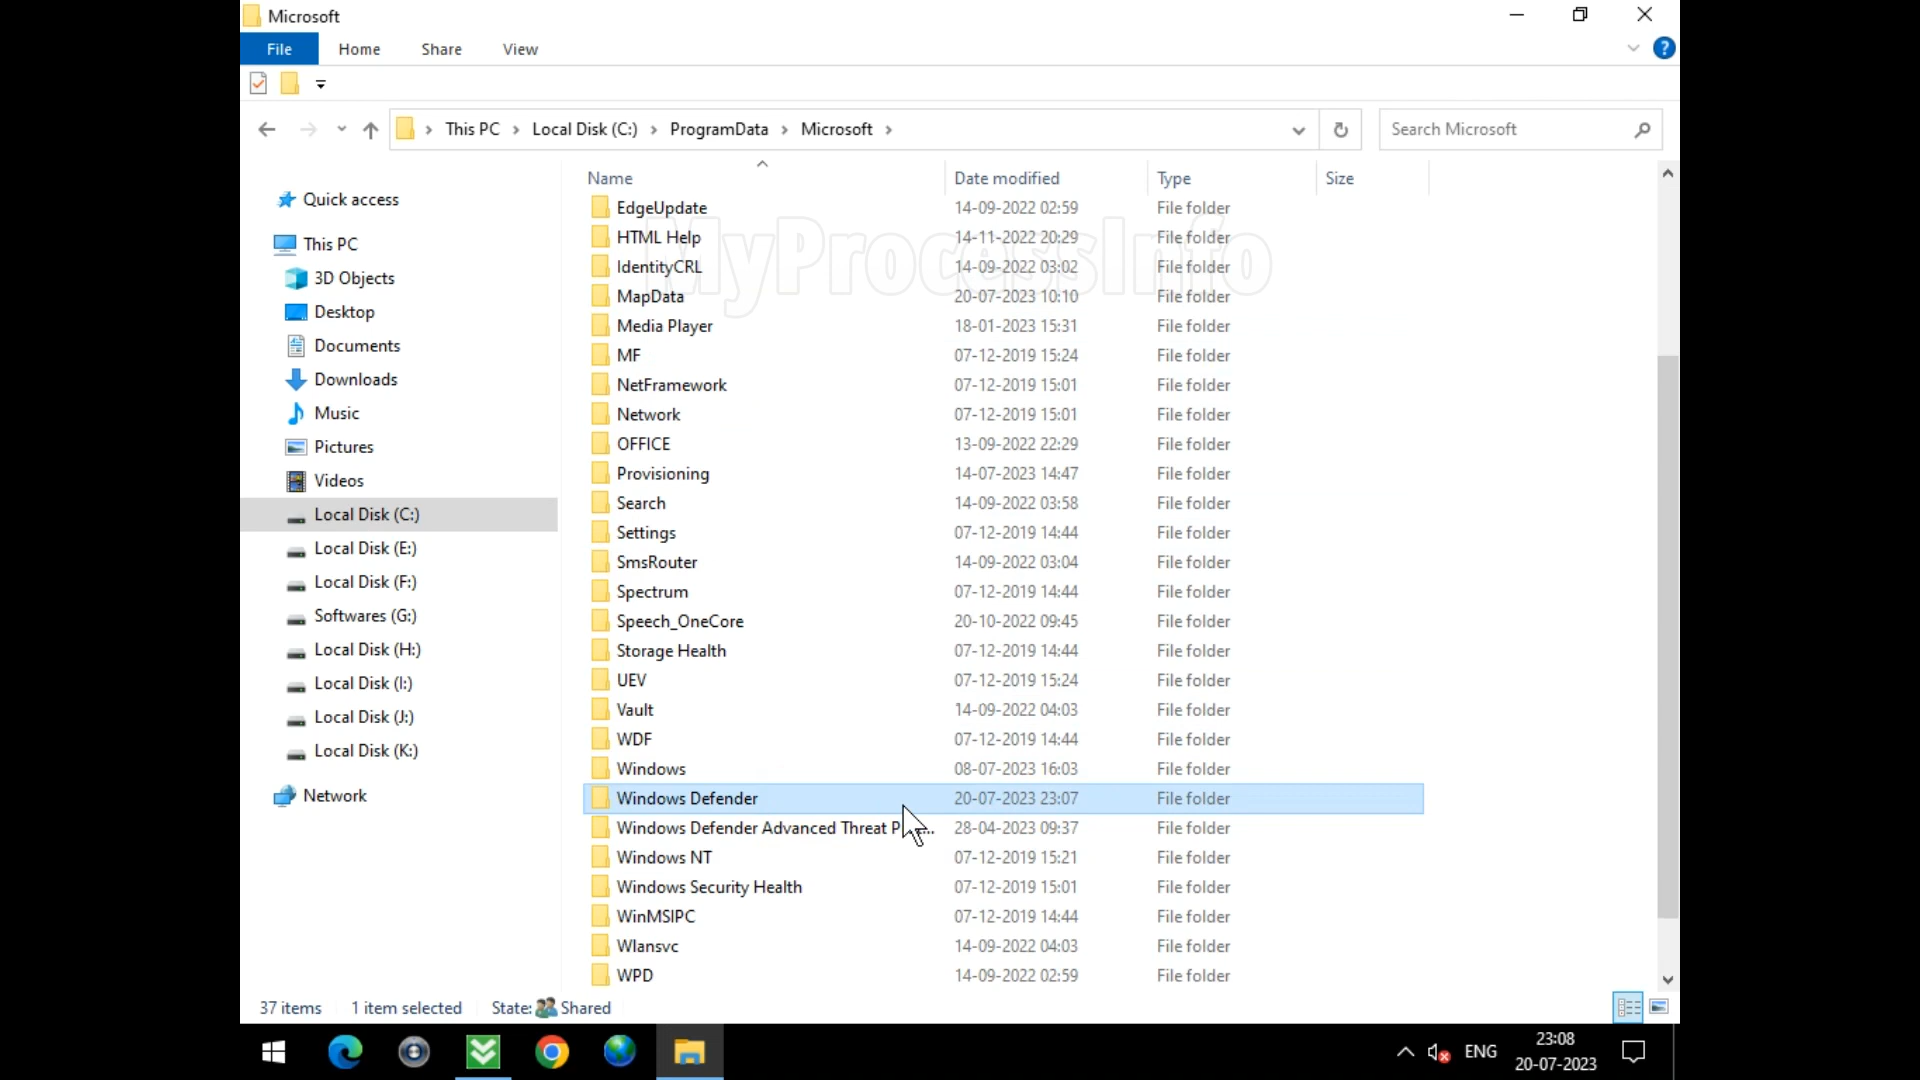 Microsoft
File Home Share View
This PC Local Disk (C:) ProgramData Microsoft
Search Microsoft
Quick access
This PC
3D Objects
Desktop
Documents
Downloads
Music
Pictures
Videos
Local Disk (C:)
Local Disk (E:)
Local Disk (F:)
Softwares (G:)
Local Disk (H:)
Local Disk (I:)
Local Disk (J:)
Local Disk (K:)
Network
Name Date modified Type Size
EdgeUpdate 14-09-2022 02:59 File folder
HTML Help 14-11-2022 20:29 File folder
MyProcessInfo
IdentityCRL 14-09-2022 03:02 File folder
MapData 20-07-2023 10:10 File folder
Media Player 18-01-2023 15:31 File folder
MF 07-12-2019 15:24 File folder
NetFramework 07-12-2019 15:01 File folder
Network 07-12-2019 15:01 File folder
OFFICE 13-09-2022 22:29 File folder
Provisioning 14-07-2023 14:47 File folder
Search 14-09-2022 03:58 File folder
Settings 07-12-2019 14:44 File folder
SmsRouter 14-09-2022 03:04 File folder
Spectrum 07-12-2019 14:44 File folder
Speech_OneCore 20-10-2022 09:45 File folder
Storage Health 07-12-2019 14:44 File folder
UEV 07-12-2019 15:24 File folder
Vault 14-09-2022 04:03 File folder
WDF 07-12-2019 14:44 File folder
Windows 08-07-2023 16:03 File folder
Windows Defender 20-07-2023 23:07 File folder
Windows Defender Advanced Threat P... 28-04-2023 09:37 File folder
Windows NT 07-12-2019 15:21 File folder
Windows Security Health 07-12-2019 15:01 File folder
WinMSIPC 07-12-2019 14:44 File folder
Wlansvc 14-09-2022 04:03 File folder
WPD 14-09-2022 02:59 File folder
37 items 1 item selected State: Shared
ENG 23:08
20-07-2023